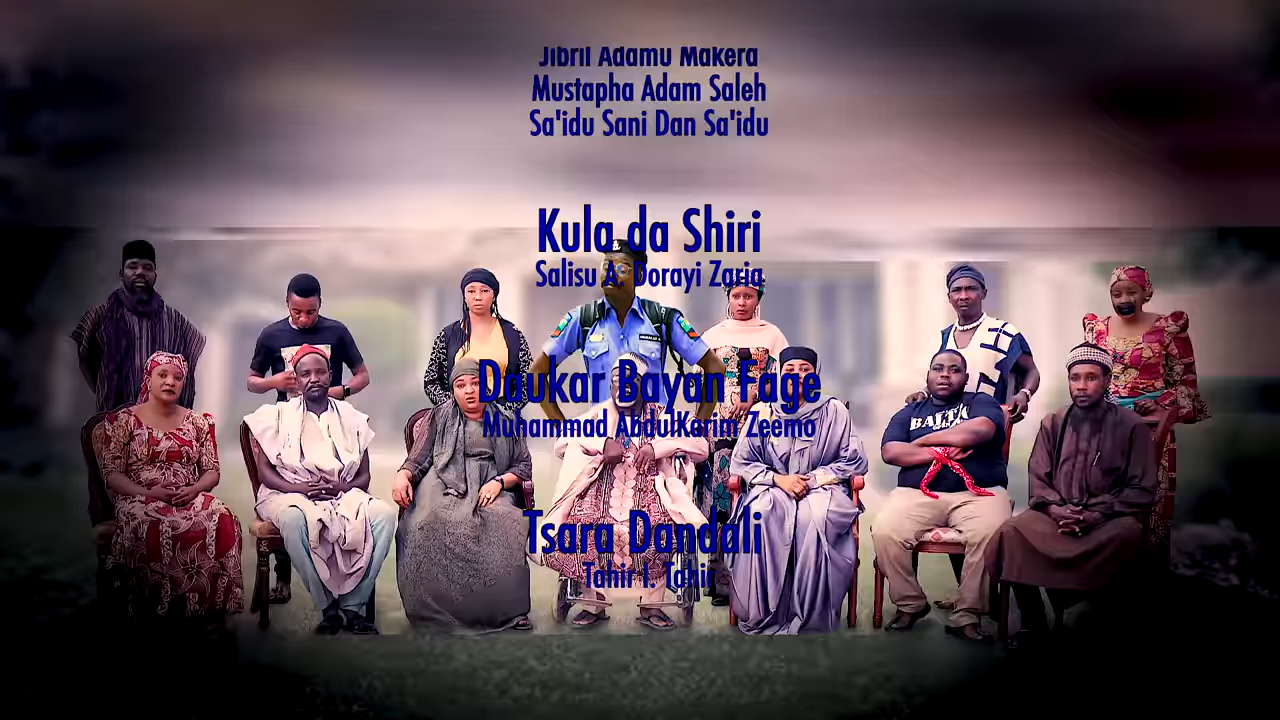 Jibril Adamu Makera
Mustapha Adam Saleh
Sa'idu Sani Dan Sa'idu
Kula da Shiri
Salisu A. Dorayi Zaria
Daukar Bayan Fage
Muhammad AbdulKarim Zeemo
Tsara Dandali
Tahir I. Tahir